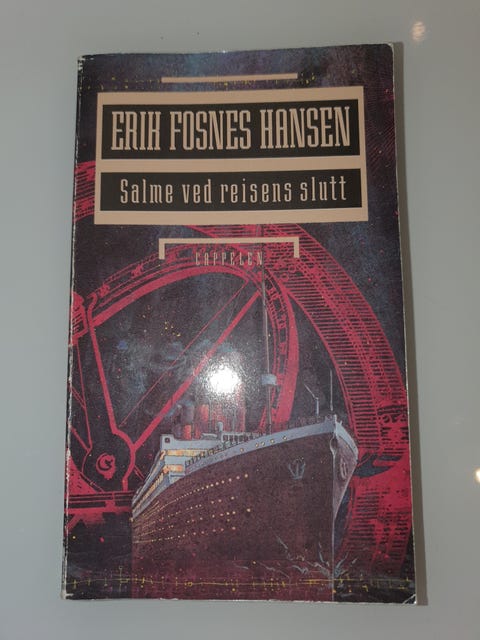 ERIK FOSNES HANSEN
Salme ved reisens slutt
CAPPELEN